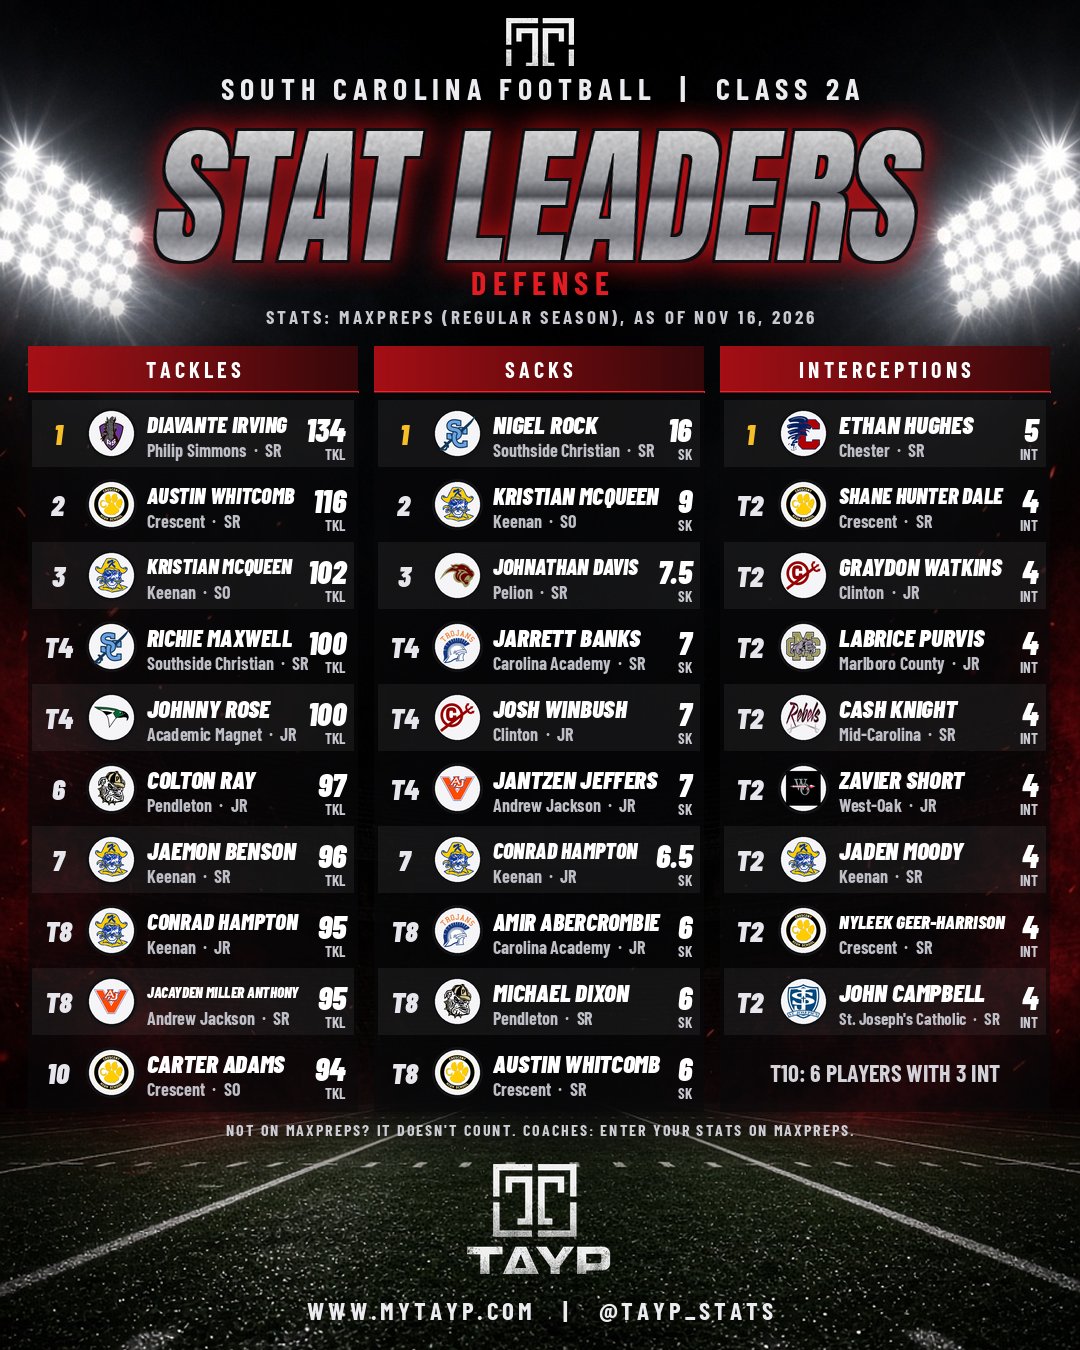 SOUTH CAROLINA FOOTBALL | CLASS 2A
STAT LEADERS
DEFENSE
STATS: MAXPREPS (REGULAR SEASON), AS OF NOV 16, 2026
TACKLES
1 DIAVANTE IRVING 134
Philip Simmons · SR TKL
2 AUSTIN WHITCOMB 116
Crescent · SR TKL
3 KRISTIAN MCQUEEN 102
Keenan · SO TKL
T4 RICHIE MAXWELL 100
Southside Christian · SR TKL
T4 JOHNNY ROSE 100
Academic Magnet · JR TKL
6 COLTON RAY 97
Pendleton · JR TKL
7 JAEMON BENSON 96
Keenan · SR TKL
T8 CONRAD HAMPTON 95
Keenan · JR TKL
T8 JACAYDEN MILLER ANTHONY 95
Andrew Jackson · SR TKL
10 CARTER ADAMS 94
Crescent · SO TKL
SACKS
1 NIGEL ROCK 16
Southside Christian · SR SK
2 KRISTIAN MCQUEEN 9
Keenan · SO SK
3 JOHNATHAN DAVIS 7.5
Pelion · SR SK
T4 JARRETT BANKS 7
Carolina Academy · SR SK
T4 JOSH WINBUSH 7
Clinton · JR SK
T4 JANTZEN JEFFERS 7
Andrew Jackson · JR SK
7 CONRAD HAMPTON 6.5
Keenan · JR SK
T8 AMIR ABERCROMBIE 6
Carolina Academy · JR SK
T8 MICHAEL DIXON 6
Pendleton · SR SK
T8 AUSTIN WHITCOMB 6
Crescent · SR SK
INTERCEPTIONS
1 ETHAN HUGHES 5
Chester · SR INT
T2 SHANE HUNTER DALE 4
Crescent · SR INT
T2 GRAYDON WATKINS 4
Clinton · JR INT
T2 LABRICE PURVIS 4
Marlboro County · JR INT
T2 CASH KNIGHT 4
Mid-Carolina · SR INT
T2 ZAVIER SHORT 4
West-Oak · JR INT
T2 JADEN MOODY 4
Keenan · SR INT
T2 NYLEEK GEER-HARRISON 4
Crescent · SR INT
T2 JOHN CAMPBELL 4
St. Joseph's Catholic · SR INT
T10: 6 PLAYERS WITH 3 INT
NOT ON MAXPREPS? IT DOESN'T COUNT. COACHES: ENTER YOUR STATS ON MAXPREPS.
TAYP
WWW.MYTAYP.COM | @TAYP_STATS